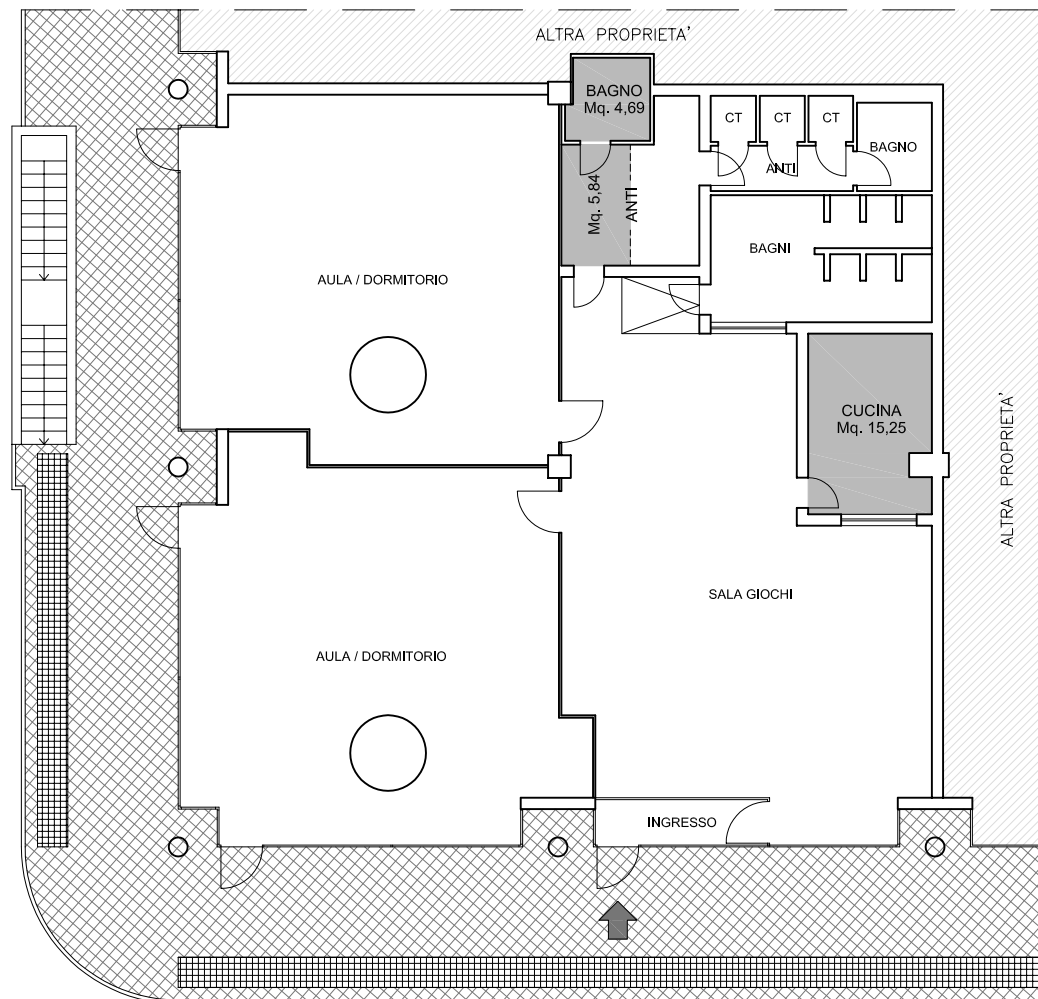 ALTRA PROPRIETA'
BAGNO
Mq. 4,69
CT
CT
CT
BAGNO
ANTI
Mq. 5,84
ANTI
BAGNI
AULA / DORMITORIO
CUCINA
Mq. 15,25
ALTRA PROPRIETA'
SALA GIOCHI
AULA / DORMITORIO
INGRESSO